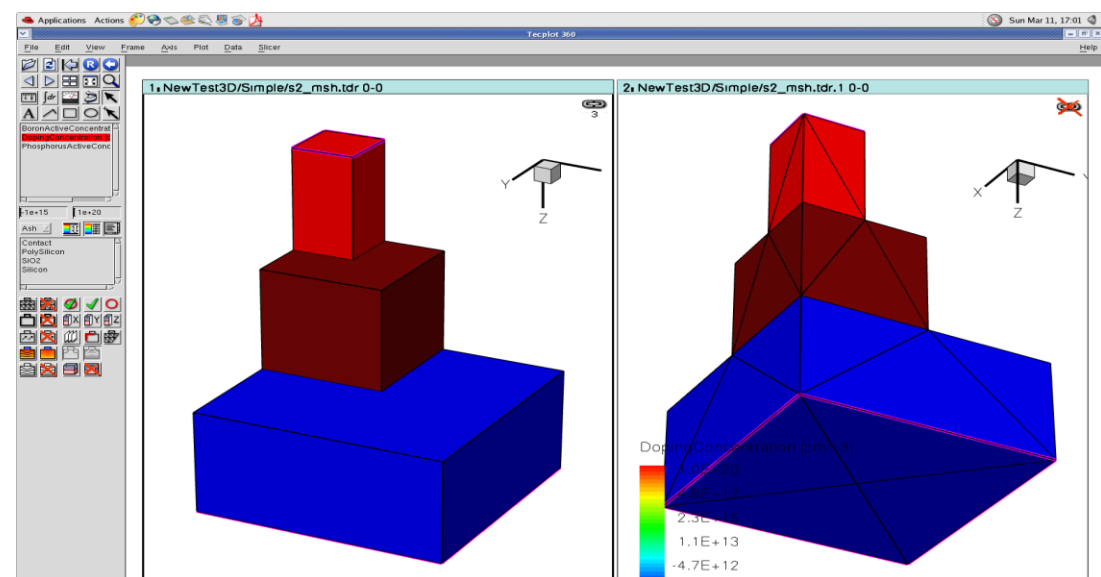 Applications Actions
Sun Mar 11, 17:01
Tecplot 360
File Edit View Frame Axis Plot Data Slicer Help
BoronActiveConcentrat
DopingConcentration [c
PhosphorusActiveConc
-1e+15 1e+20
Ash
Contact
PolySilicon
SiO2
Silicon
1: NewTest3D/Simple/s2_msh.tdr 0-0
3
Y
Z
2: NewTest3D/Simple/s2_msh.tdr.1 0-0
X
Y
Z
DopingConcentration
1.1E+13
-4.7E+12